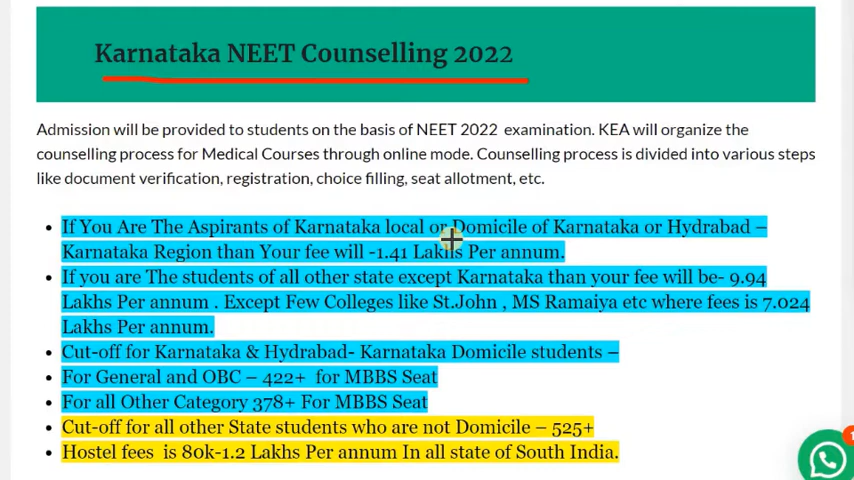 Karnataka NEET Counselling 2022
Admission will be provided to students on the basis of NEET 2022 examination. KEA will organize the
counselling process for Medical Courses through online mode. Counselling process is divided into various steps
like document verification, registration, choice filling, seat allotment, etc.
If You Are The Aspirants of Karnataka local or Domicile of Karnataka or Hydrabad –
Karnataka Region than Your fee will -1.41 Lakhs Per annum.
If you are The students of all other state except Karnataka than your fee will be- 9.94
Lakhs Per annum . Except Few Colleges like St.John , MS Ramaiya etc where fees is 7.024
Lakhs Per annum.
Cut-off for Karnataka & Hydrabad- Karnataka Domicile students –
For General and OBC – 422+ for MBBS Seat
For all Other Category 378+ For MBBS Seat
Cut-off for all other State students who are not Domicile – 525+
Hostel fees is 80k-1.2 Lakhs Per annum In all state of South India.